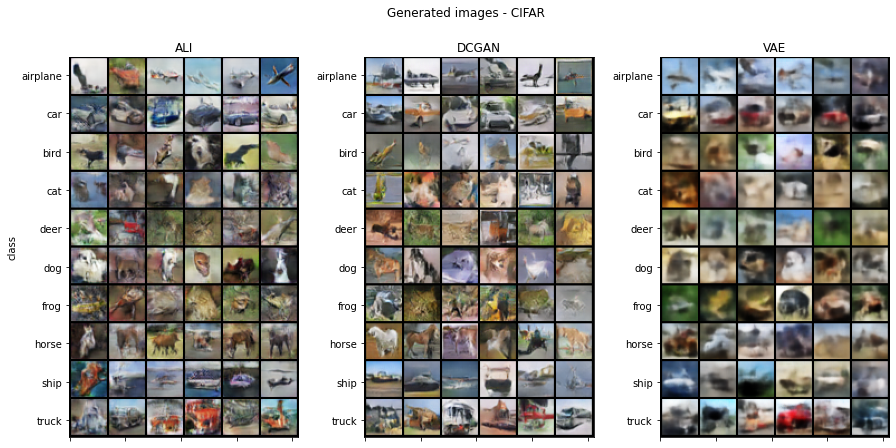 Generated images - CIFAR
ALI
airplane
car
bird
cat
deer
dog
frog
horse
ship
truck
class
DCGAN
airplane
car
bird
cat
deer
dog
frog
horse
ship
truck
VAE
airplane
car
bird
cat
deer
dog
frog
horse
ship
truck